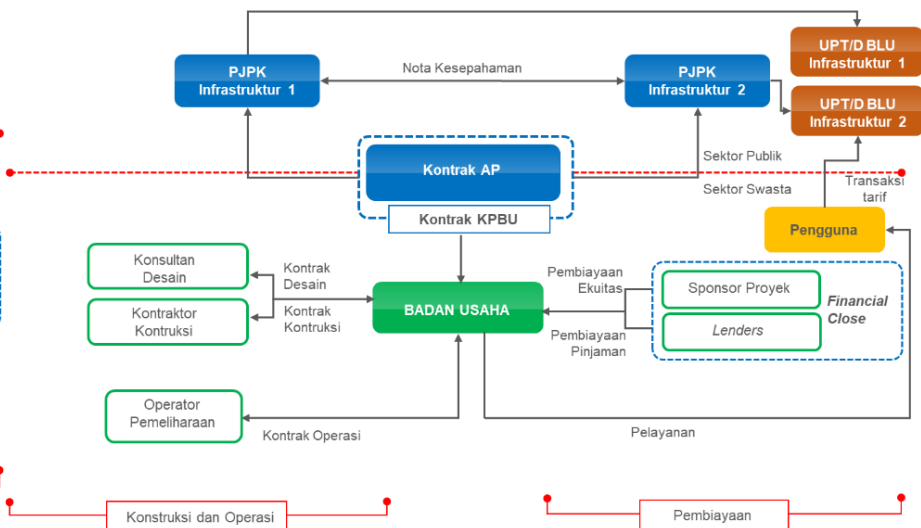 UPT/D BLU
Infrastruktur 1
PJPK
Infrastruktur 1
Nota Kesepahaman
PJPK
Infrastruktur 2
UPT/D BLU
Infrastruktur 2
Kontrak AP
Sektor Publik
Sektor Swasta
Transaksi
tarif
Kontrak KPBU
Pengguna
Konsultan
Desain
Kontrak
Desain
Kontraktor
Kontruksi
Kontrak
Kontruksi
BADAN USAHA
Pembiayaan
Ekuitas
Pembiayaan
Pinjaman
Sponsor Proyek
Lenders
Financial
Close
Operator
Pemeliharaan
Kontrak Operasi
Pelayanan
Konstruksi dan Operasi
Pembiayaan